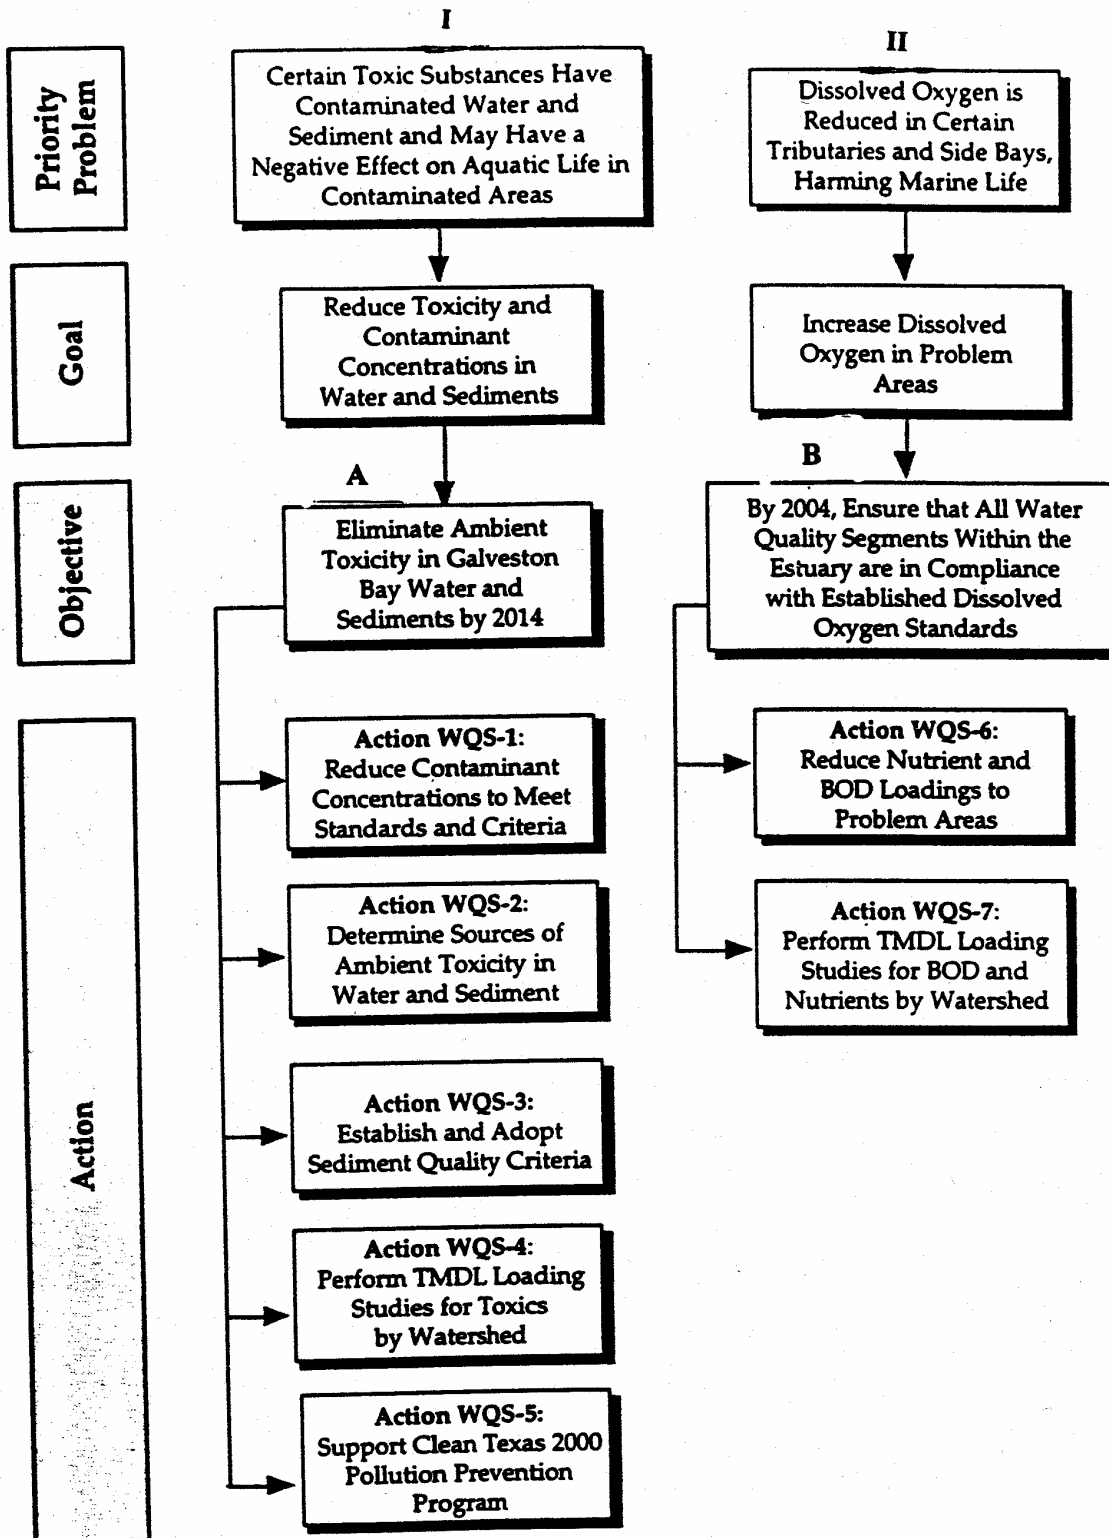 I
II
Priority
Problem
Certain Toxic Substances Have
Contaminated Water and
Sediment and May Have a
Negative Effect on Aquatic Life in
Contaminated Areas
Dissolved Oxygen is
Reduced in Certain
Tributaries and Side Bays,
Harming Marine Life
Goal
Reduce Toxicity and
Contaminant
Concentrations in
Water and Sediments
Increase Dissolved
Oxygen in Problem
Areas
A
B
Objective
Eliminate Ambient
Toxicity in Galveston
Bay Water and
Sediments by 2014
By 2004, Ensure that All Water
Quality Segments Within the
Estuary are in Compliance
with Established Dissolved
Oxygen Standards
Action
Action WQS-1:
Reduce Contaminant
Concentrations to Meet
Standards and Criteria
Action WQS-2:
Determine Sources of
Ambient Toxicity in
Water and Sediment
Action WQS-3:
Establish and Adopt
Sediment Quality Criteria
Action WQS-4:
Perform TMDL Loading
Studies for Toxics
by Watershed
Action WQS-5:
Support Clean Texas 2000
Pollution Prevention
Program
Action WQS-6:
Reduce Nutrient and
BOD Loadings to
Problem Areas
Action WQS-7:
Perform TMDL Loading
Studies for BOD and
Nutrients by Watershed